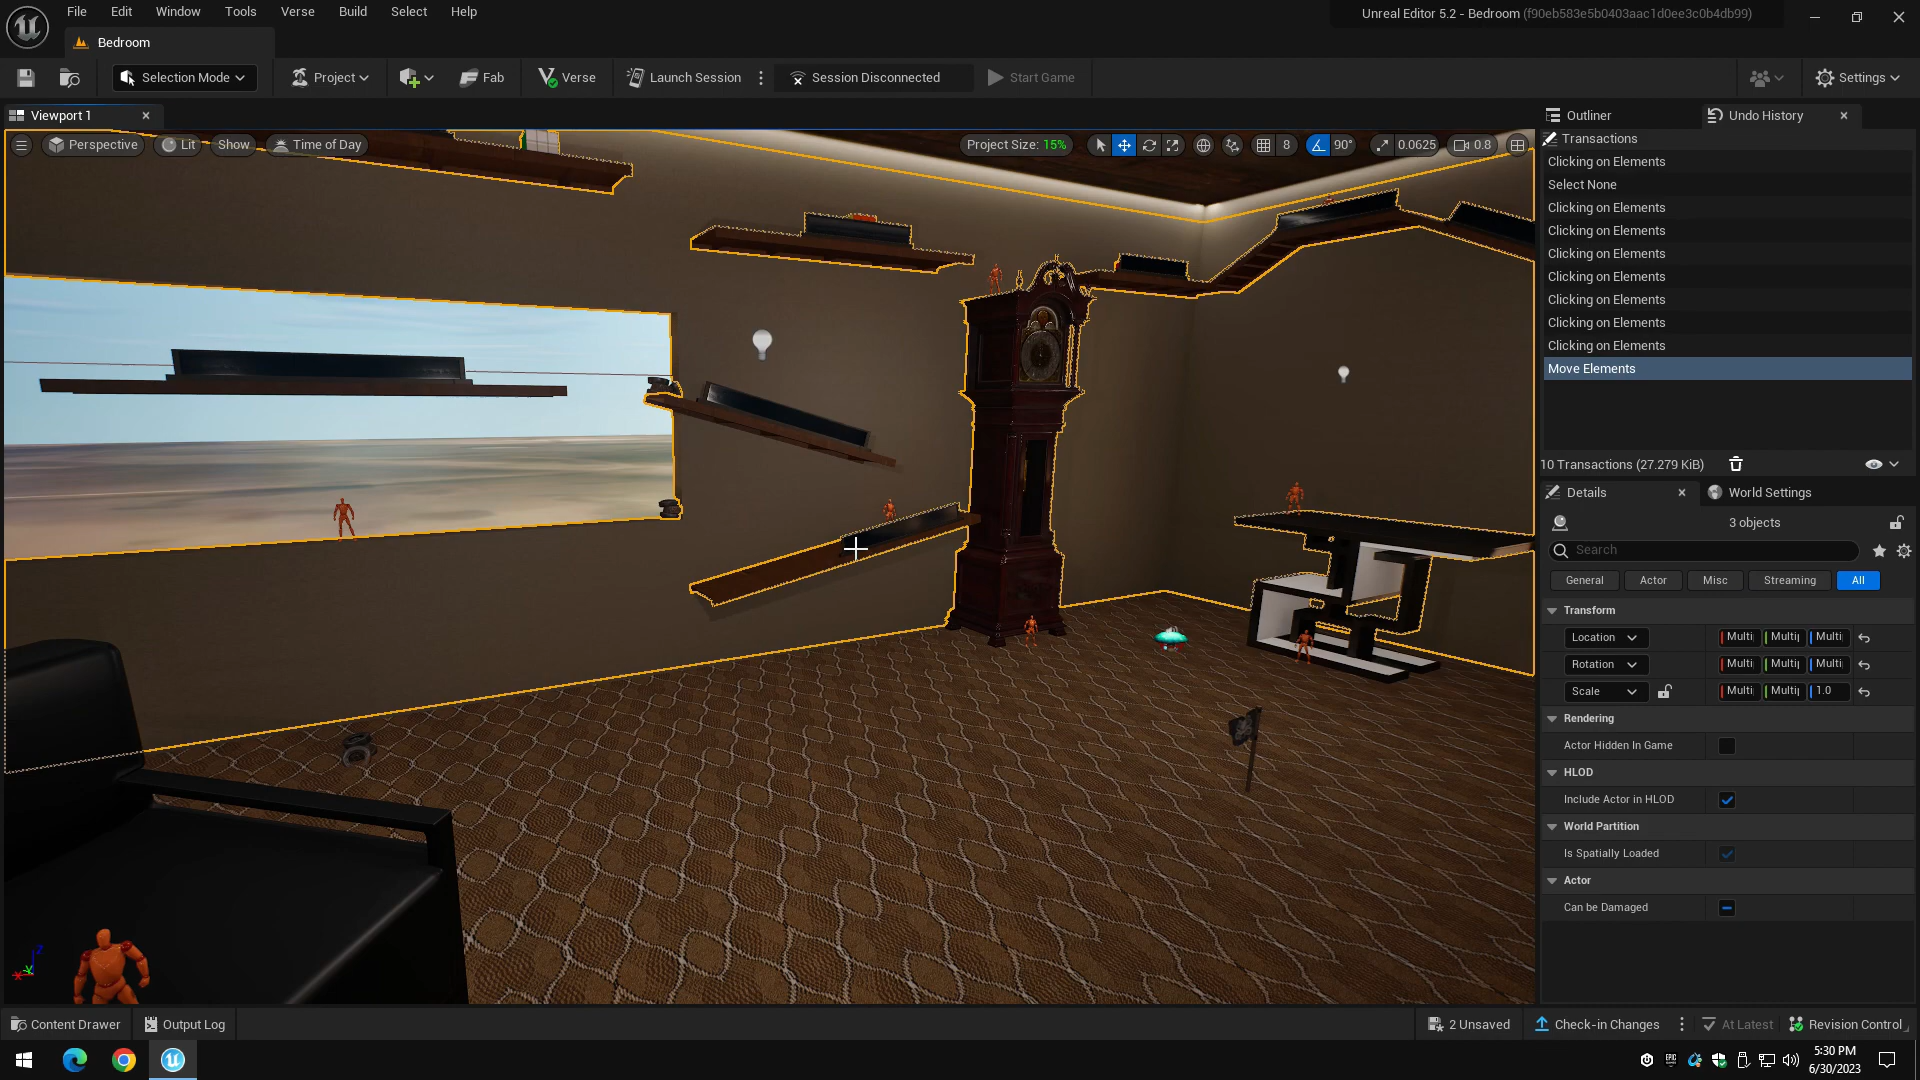 File Edit Window Tools Verse Build Select Help
Unreal Editor 5.2 - Bedroom (f90eb583e5b0403aac1d0ee3c0b4db99)
Bedroom
Selection Mode Project Fab Verse Launch Session Session Disconnected Start Game Settings
Viewport 1
Perspective Lit Show Time of Day Project Size: 15% 8 90° 0.0625 0.8
Outliner Undo History
Transactions
Clicking on Elements
Select None
Clicking on Elements
Clicking on Elements
Clicking on Elements
Clicking on Elements
Clicking on Elements
Clicking on Elements
Clicking on Elements
Move Elements
10 Transactions (27.279 KiB)
Details World Settings
3 objects
Search
General Actor Misc Streaming All
Transform
Location Multi Multi Multi
Rotation Multi Multi Multi
Scale Multi Multi 1.0
Rendering
Actor Hidden In Game
HLOD
Include Actor in HLOD
World Partition
Is Spatially Loaded
Actor
Can be Damaged
Content Drawer Output Log 2 Unsaved Check-in Changes At Latest Revision Control
5:30 PM
6/30/2023